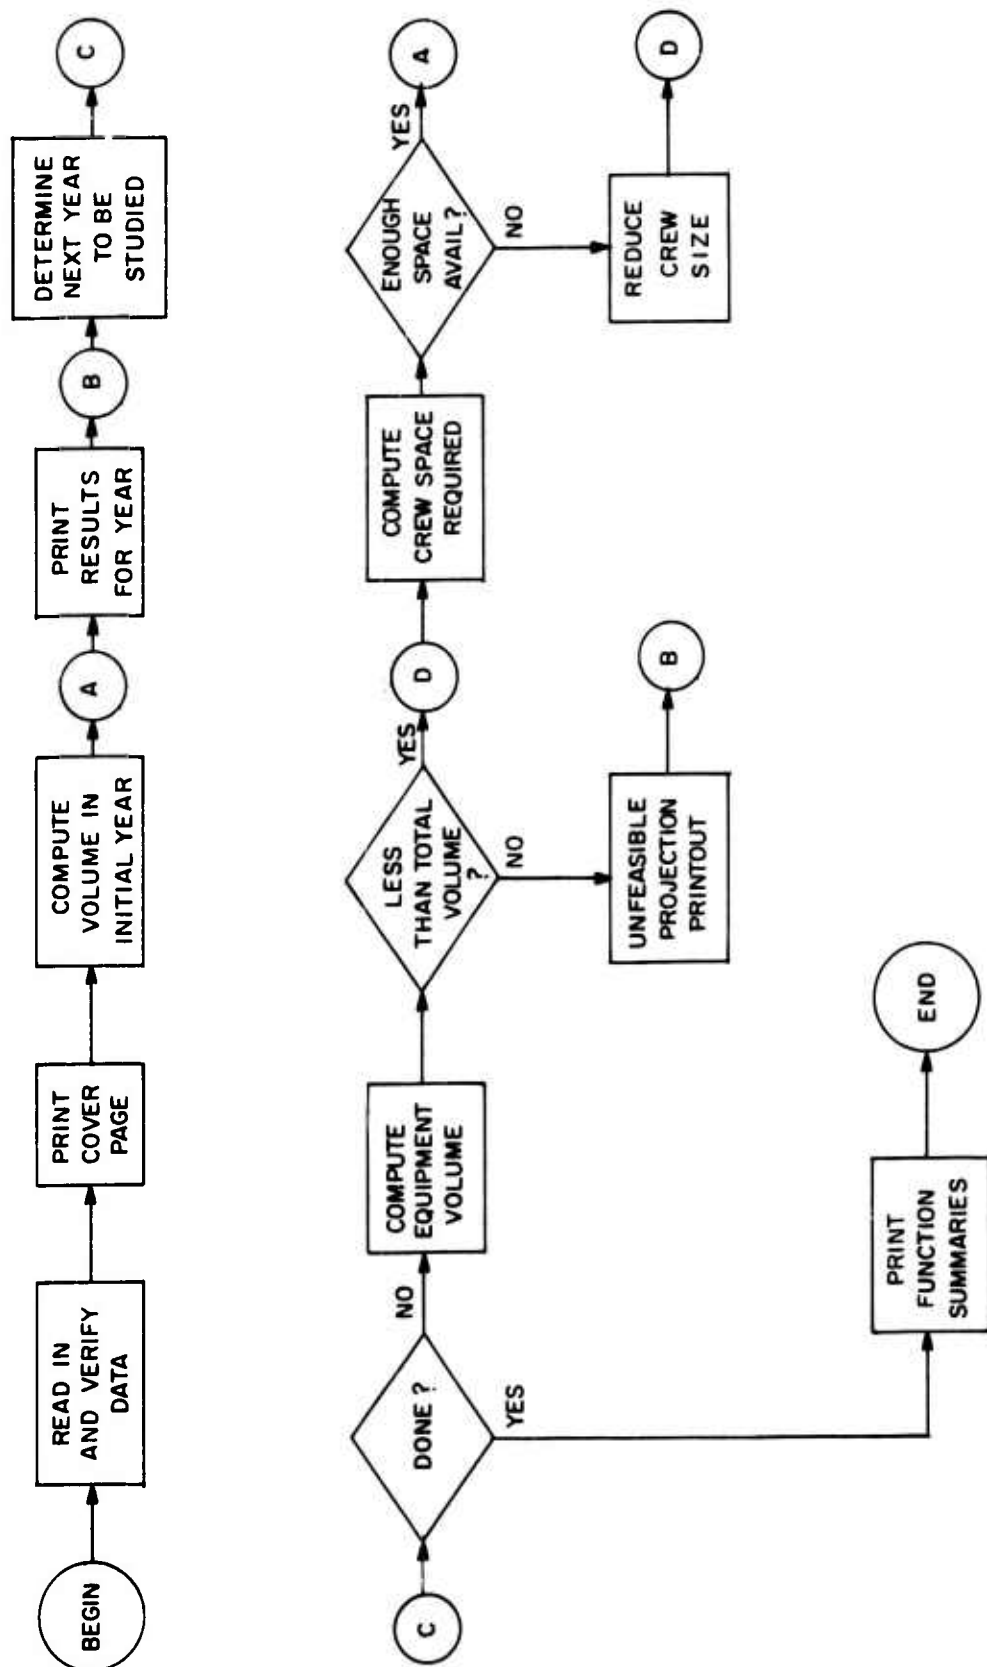 BEGIN
READ IN
AND VERIFY
DATA
PRINT
COVER
PAGE
COMPUTE
VOLUME IN
INITIAL YEAR
A
PRINT
RESULTS
FOR YEAR
B
DETERMINE
NEXT YEAR
TO BE
STUDIED
C
C
DONE?
NO
YES
COMPUTE
EQUIPMENT
VOLUME
LESS
THAN TOTAL
VOLUME
?
YES
NO
D
COMPUTE
CREW SPACE
REQUIRED
ENOUGH
SPACE
AVAIL?
YES
NO
A
UNFEASIBLE
PROJECTION
PRINTOUT
B
REDUCE
CREW
SIZE
D
PRINT
FUNCTION
SUMMARIES
END